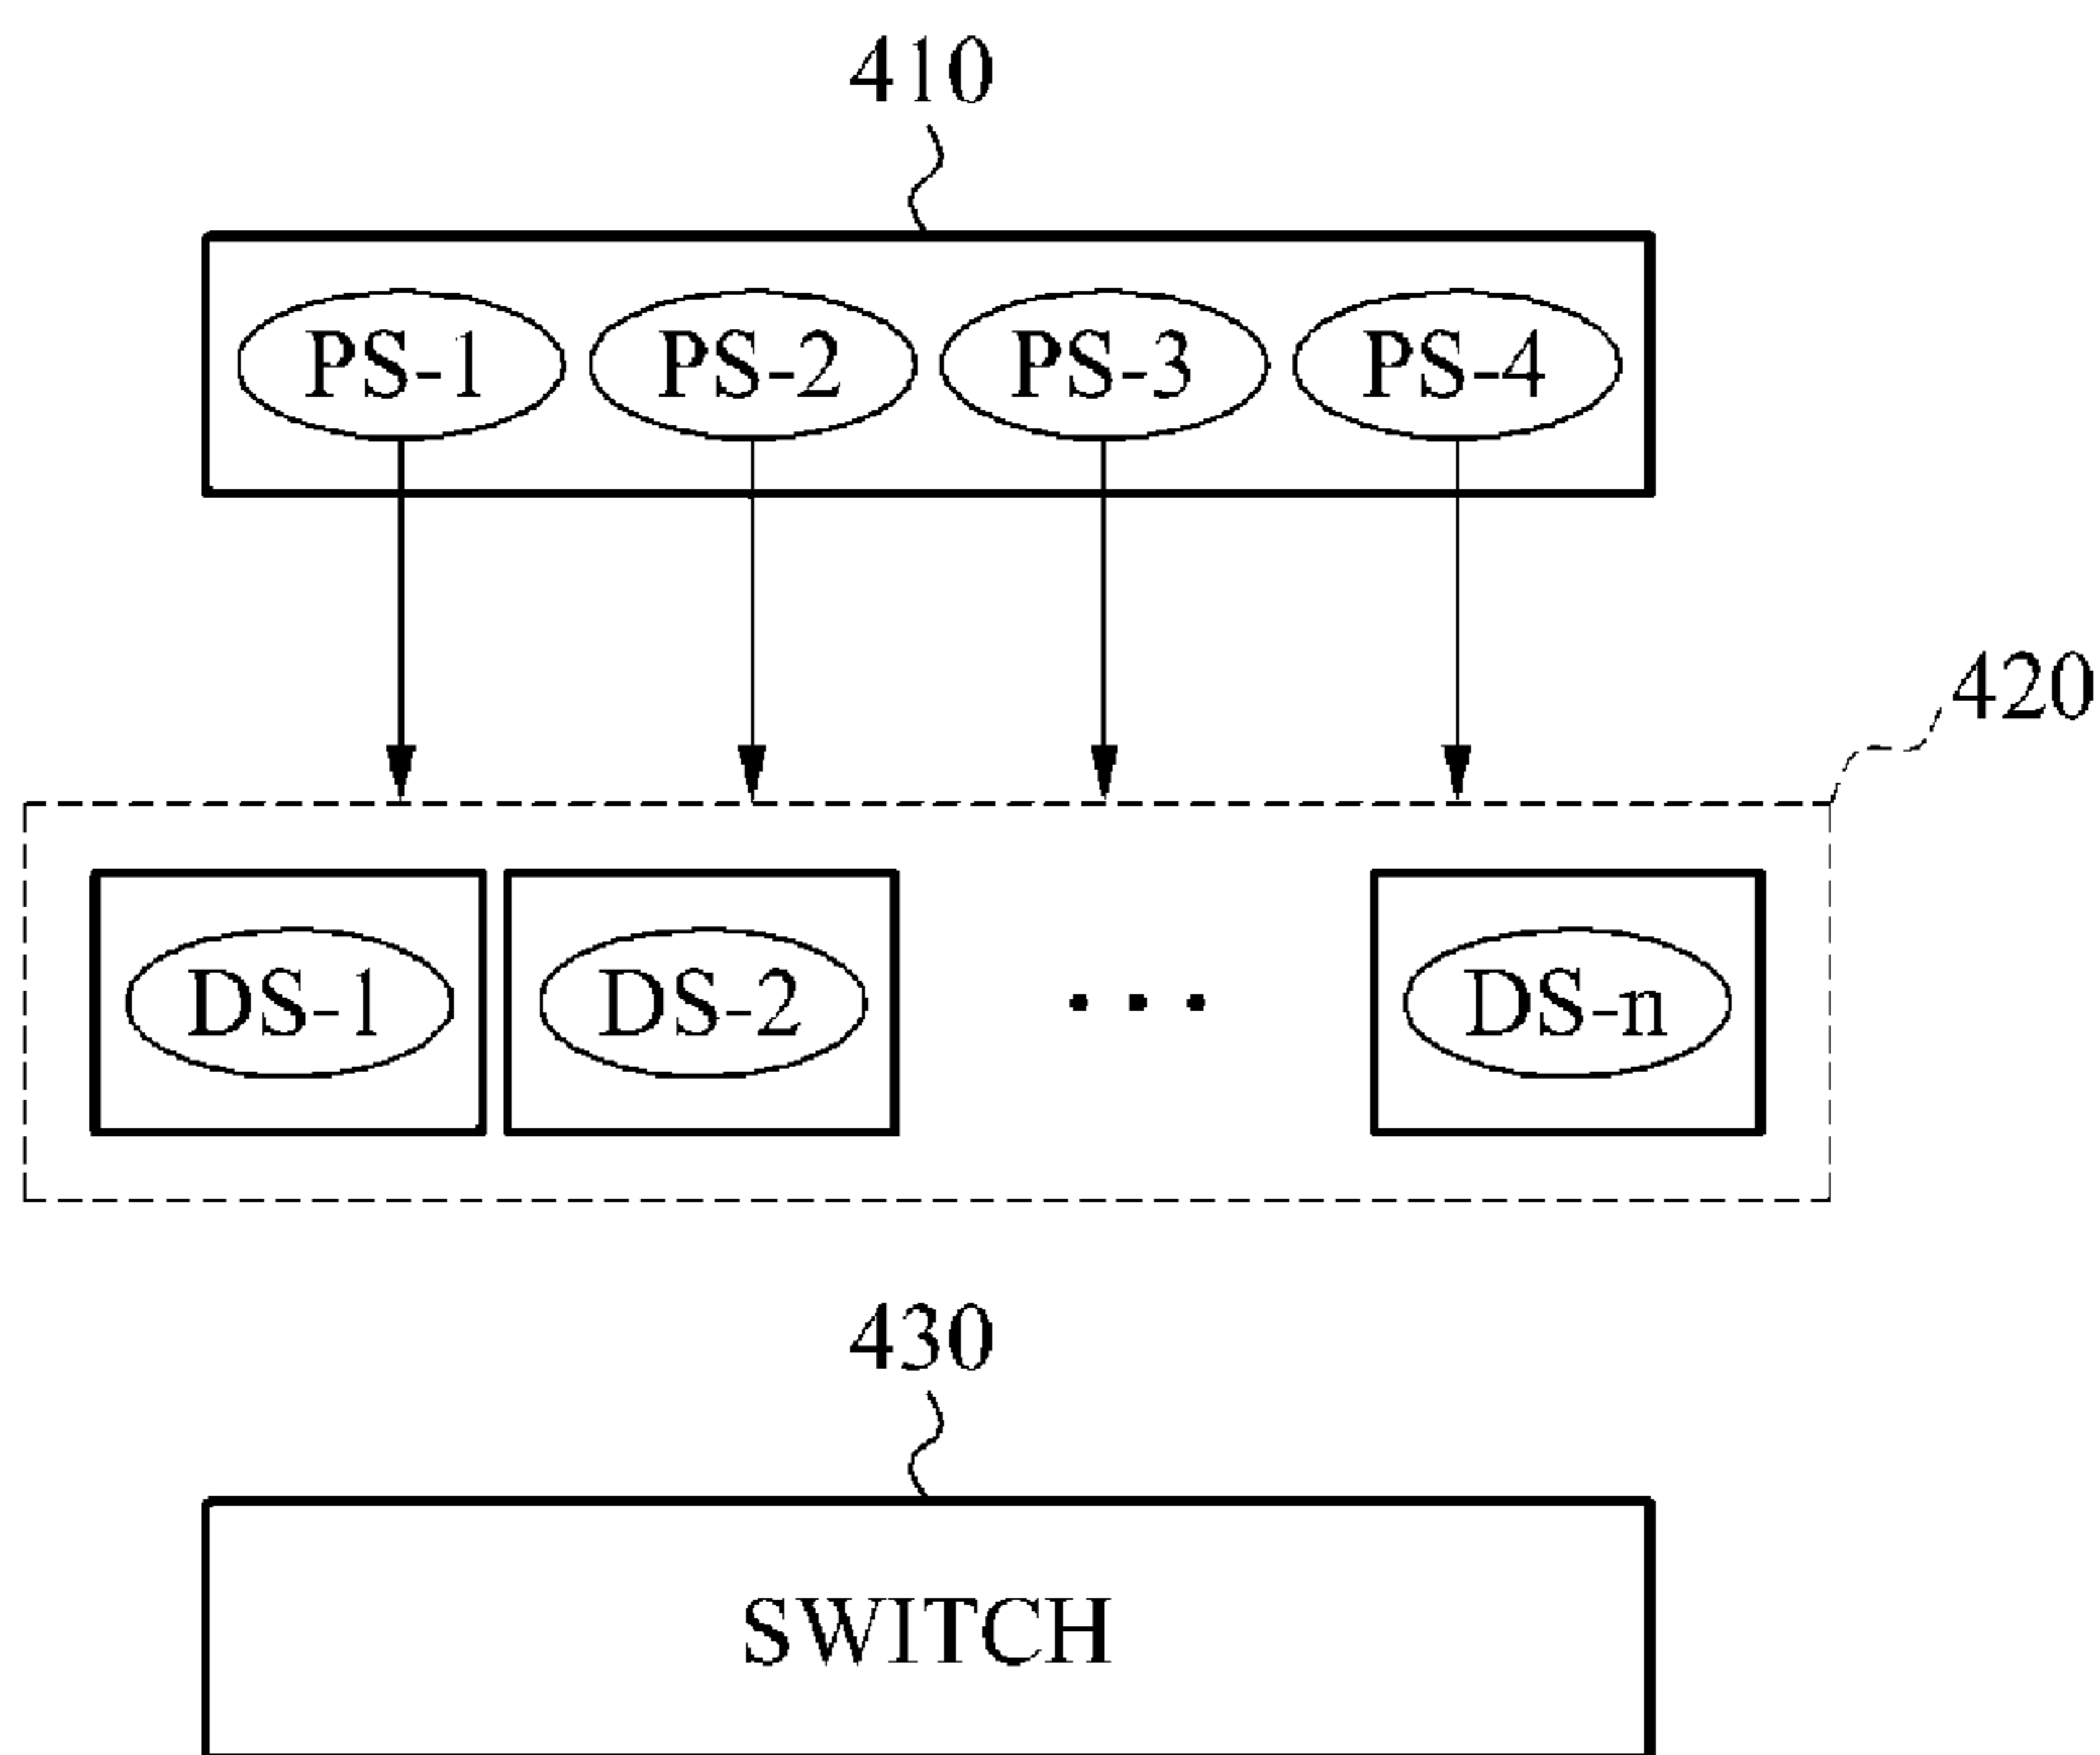 410
PS-1 PS-2 PS-3 PS-4
420
DS-1 DS-2 • • • DS-n
430
SWITCH